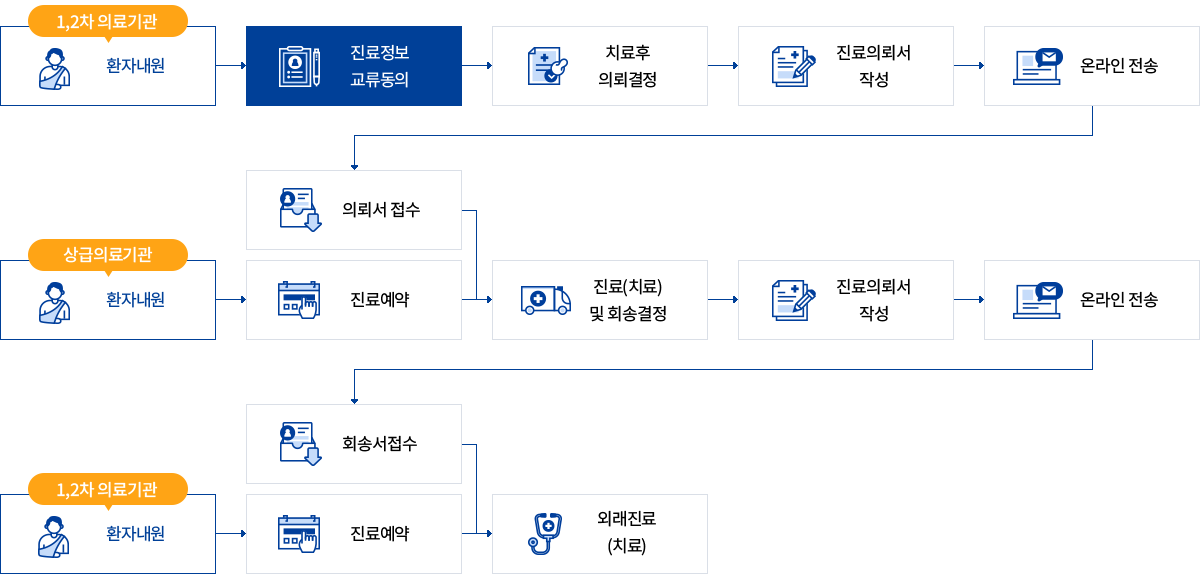 1,2차 의료기관
환자내원
진료정보
교류동의
치료후
의뢰결정
진료의뢰서
작성
온라인 전송
의뢰서 접수
상급의료기관
환자내원
진료예약
진료(치료)
및 회송결정
진료의뢰서
작성
온라인 전송
회송서접수
1,2차 의료기관
환자내원
진료예약
외래진료
(치료)